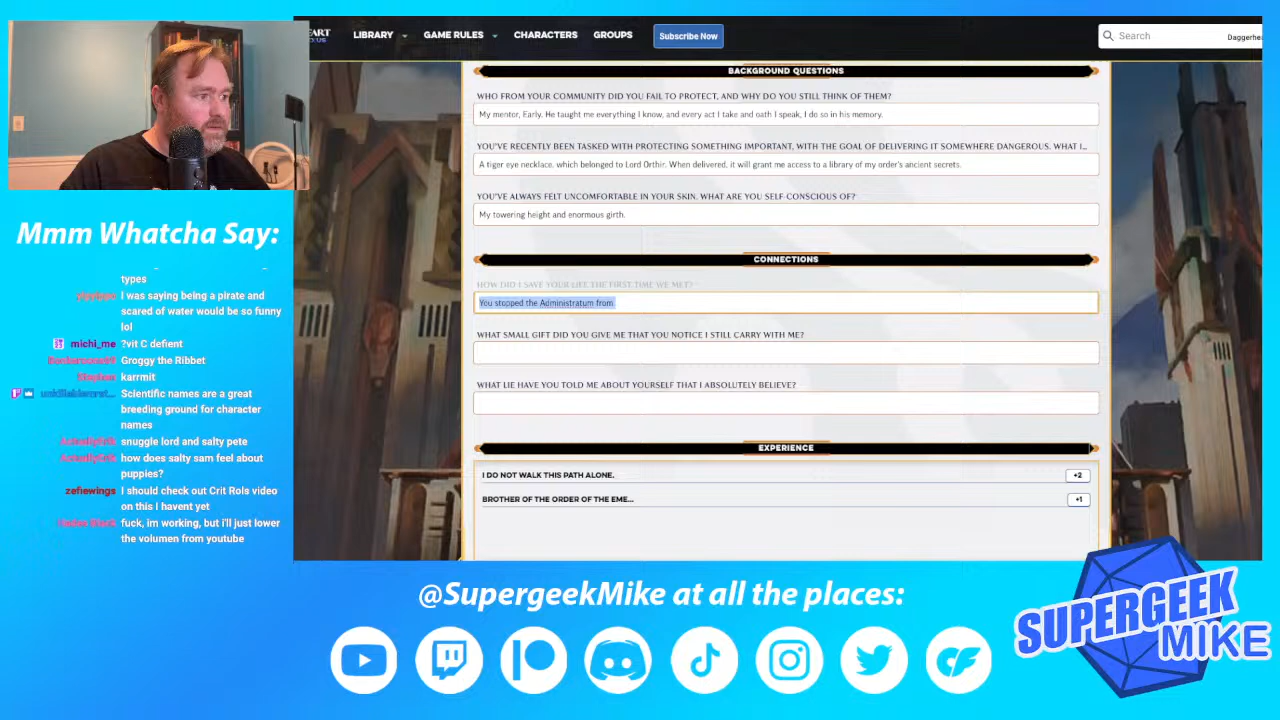 LIBRARY
GAME RULES
CHARACTERS
GROUPS
Subscribe Now
Search
BACKGROUND QUESTIONS
WHO FROM YOUR COMMUNITY DID YOU FAIL TO PROTECT, AND WHY DO YOU STILL THINK OF THEM?
My mentor, Early. He taught me everything I know, and every act I take and oath I speak, I do so in his memory.
YOU'VE RECENTLY BEEN TASKED WITH PROTECTING SOMETHING IMPORTANT, WITH THE GOAL OF DELIVERING IT SOMEWHERE DANGEROUS. WHAT I...
A tiger eye necklace, which belonged to Lord Orthir. When delivered, it will grant me access to a library of my order's ancient secrets.
YOU'VE ALWAYS FELT UNCOMFORTABLE IN YOUR SKIN. WHAT ARE YOU SELF-CONSCIOUS OF?
My towering height and enormous girth.
CONNECTIONS
HOW DID I SAVE YOUR LIFE THE FIRST TIME WE MET?
You stopped the Administratum from
WHAT SMALL GIFT DID YOU GIVE ME THAT YOU NOTICE I STILL CARRY WITH ME?
WHAT LIE HAVE YOU TOLD ME ABOUT YOURSELF THAT I ABSOLUTELY BELIEVE?
EXPERIENCE
I DO NOT WALK THIS PATH ALONE.
+2
BROTHER OF THE ORDER OF THE EME...
+1
Mmm Whatcha Say:
types
I was saying being a pirate and
scared of water would be so funny
lol
michi_me ?vit C defient
Groggy the Ribbet
karrmit
Scientific names are a great
breeding ground for character
names
snuggle lord and salty pete
how does salty sam feel about
puppies?
zefiewings I should check out Crit Rols video
on this I havent yet
fuck, im working, but i'll just lower
the volumen from youtube
@SupergeekMike at all the places:
SUPERGEEK
MIKE